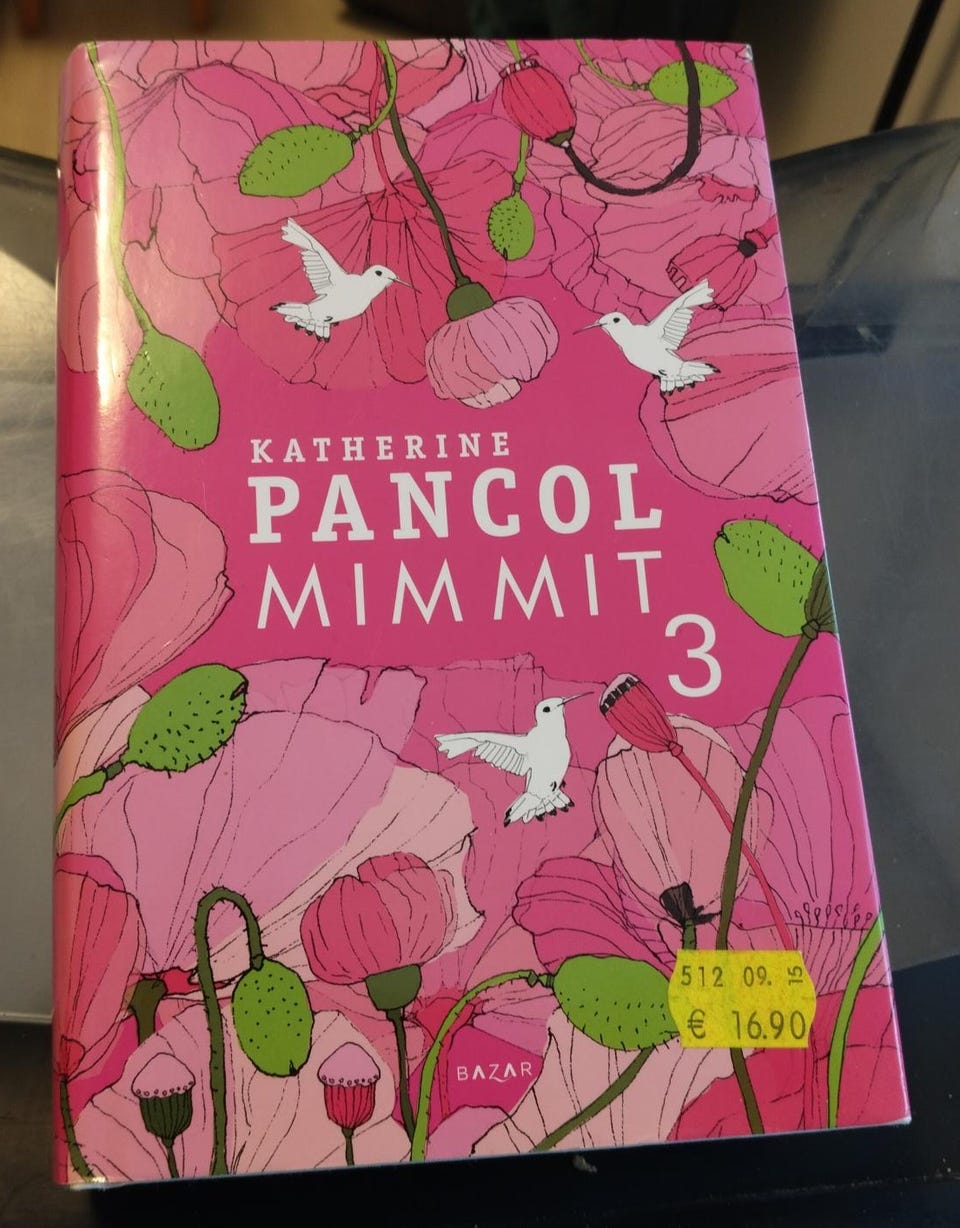 KATHERINE
PANCOL
MIMMIT
3
512 09. 15
€ 16.90
BAZAR